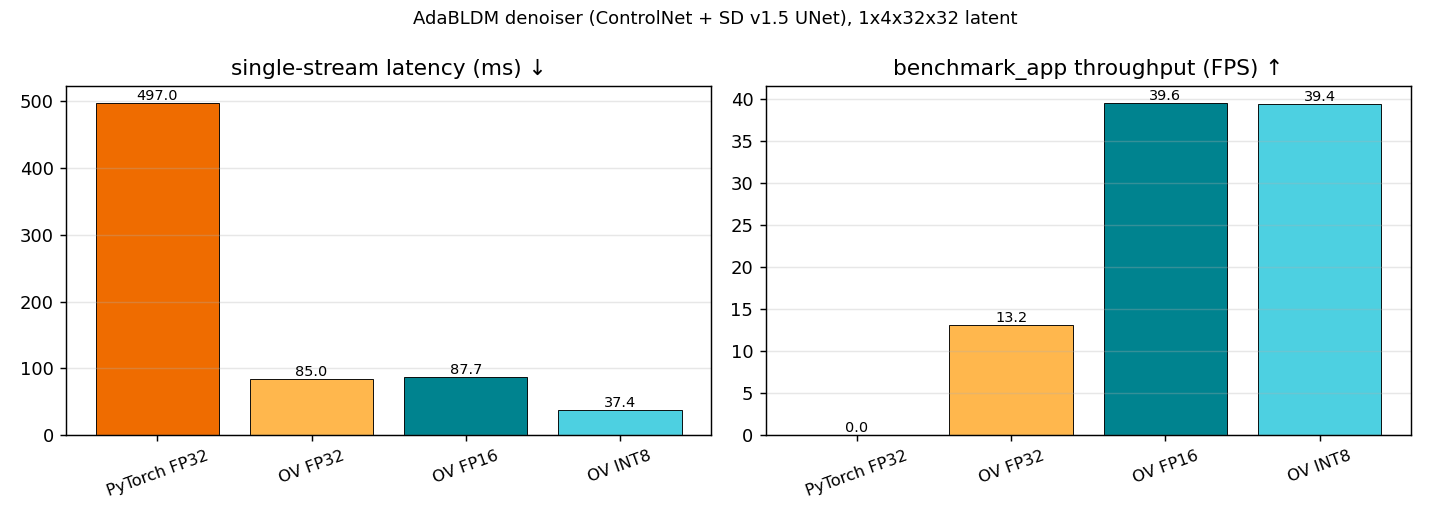 AdaBLDM denoiser (ControlNet + SD v1.5 UNet), 1x4x32x32 latent
single-stream latency (ms) ↓
500
400
300
200
100
0
497.0
85.0
87.7
37.4
PyTorch FP32
OV FP32
OV FP16
OV INT8
benchmark_app throughput (FPS) ↑
40
35
30
25
20
15
10
5
0
0.0
13.2
39.6
39.4
PyTorch FP32
OV FP32
OV FP16
OV INT8